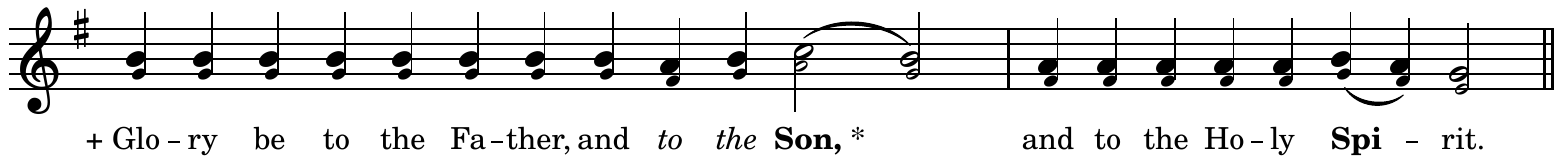 + Glo – ry be to the Fa – ther, and to the Son, * and to the Ho – ly Spi – rit.